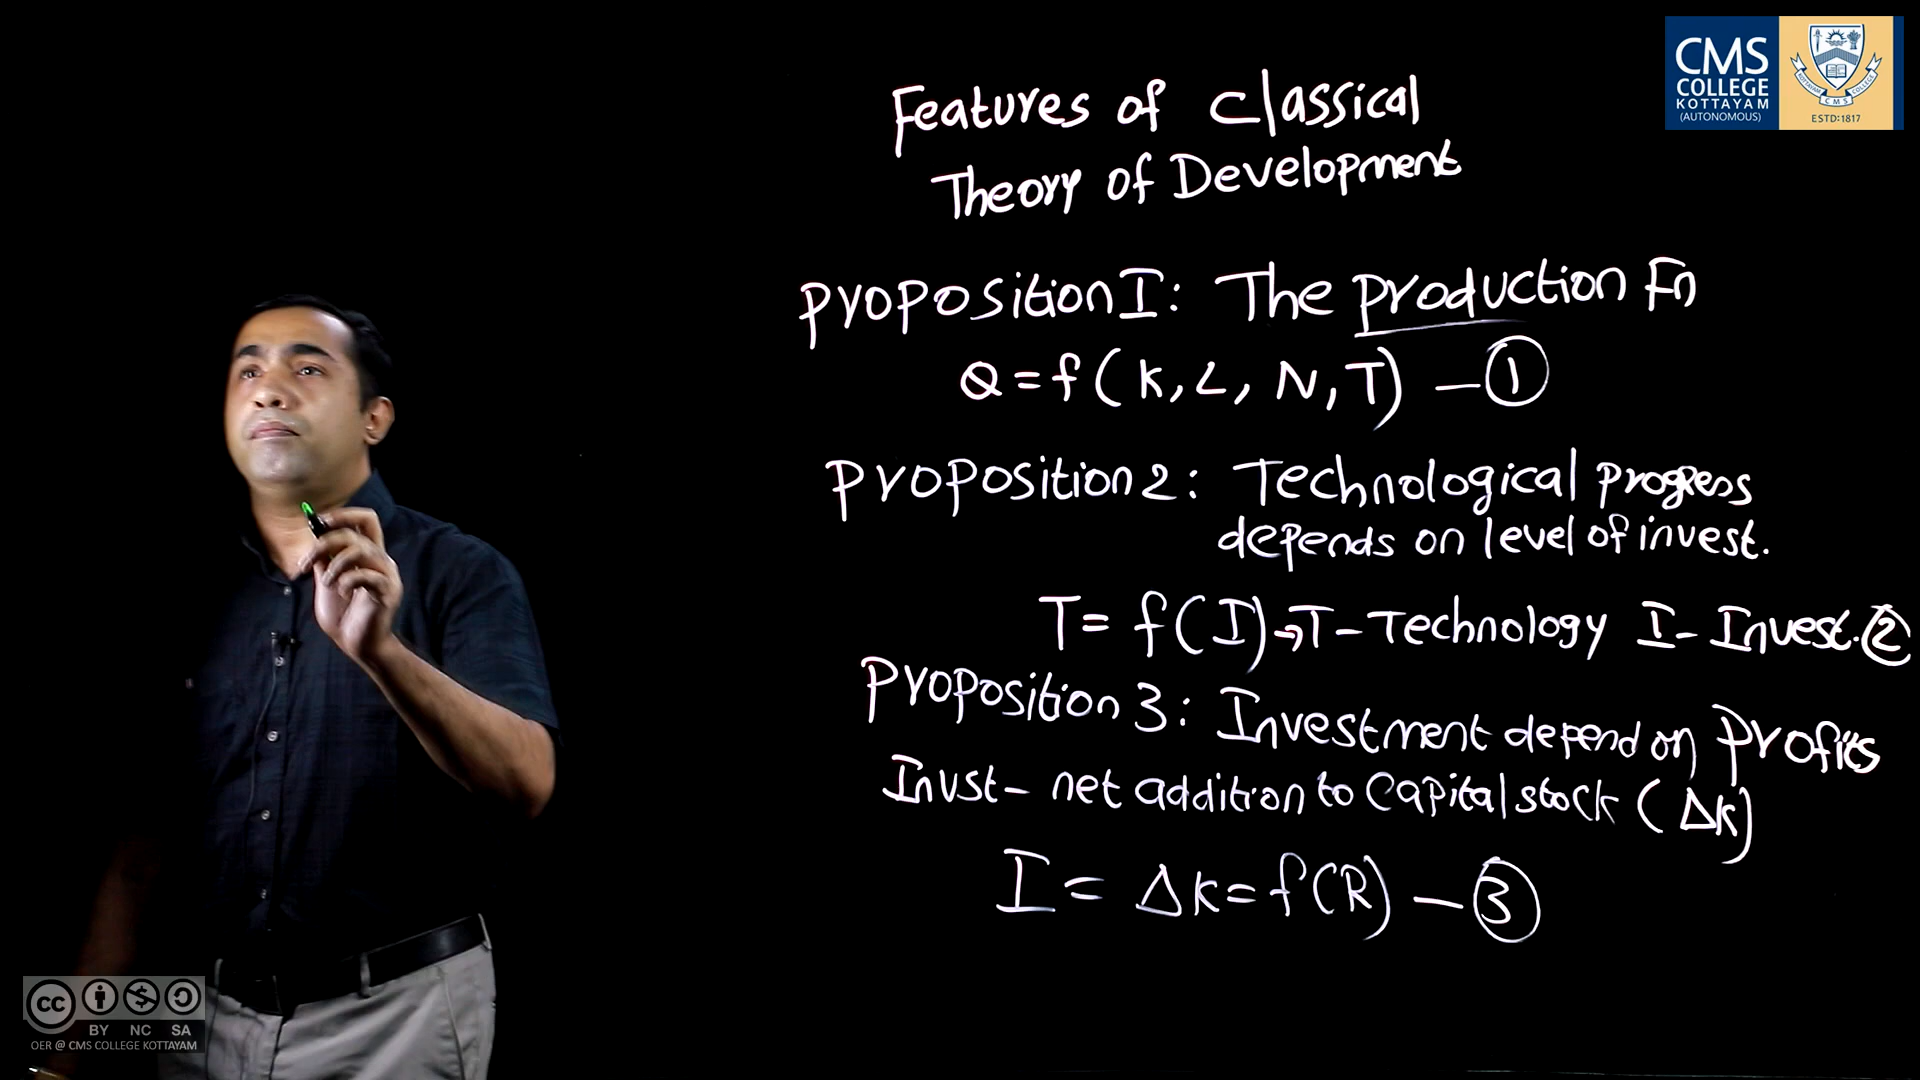 CMS
COLLEGE
KOTTAYAM
(AUTONOMOUS)
ESTD:1817
Features of classical
Theory of Development
Proposition I: The production Fn
Q = f (K, L, N, T) — 1
Proposition 2: Technological progress
depends on level of invest.
T = f(I) → T - Technology I - Invest. 2
Proposition 3: Investment depend on profits
Invst - net addition to capital stock (Δk)
I = Δk = f(R) — 3
cc
BY NC SA
OER @ CMS COLLEGE KOTTAYAM